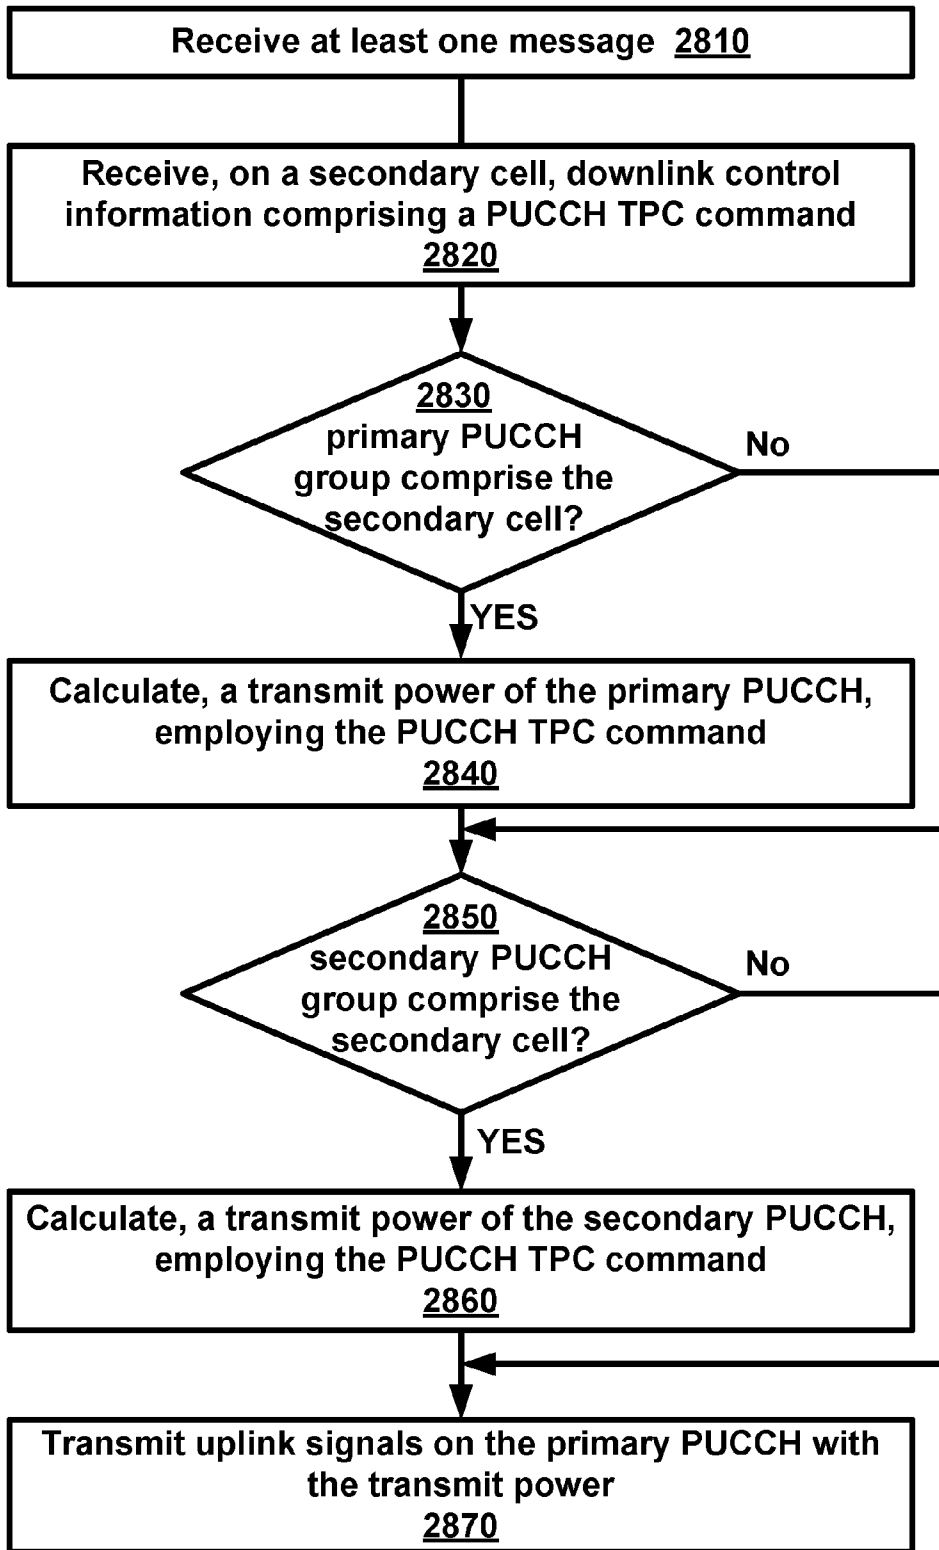 Receive at least one message 2810
Receive, on a secondary cell, downlink control
information comprising a PUCCH TPC command
2820
2830
primary PUCCH
group comprise the
secondary cell?
No
YES
Calculate, a transmit power of the primary PUCCH,
employing the PUCCH TPC command
2840
2850
secondary PUCCH
group comprise the
secondary cell?
No
YES
Calculate, a transmit power of the secondary PUCCH,
employing the PUCCH TPC command
2860
Transmit uplink signals on the primary PUCCH with
the transmit power
2870